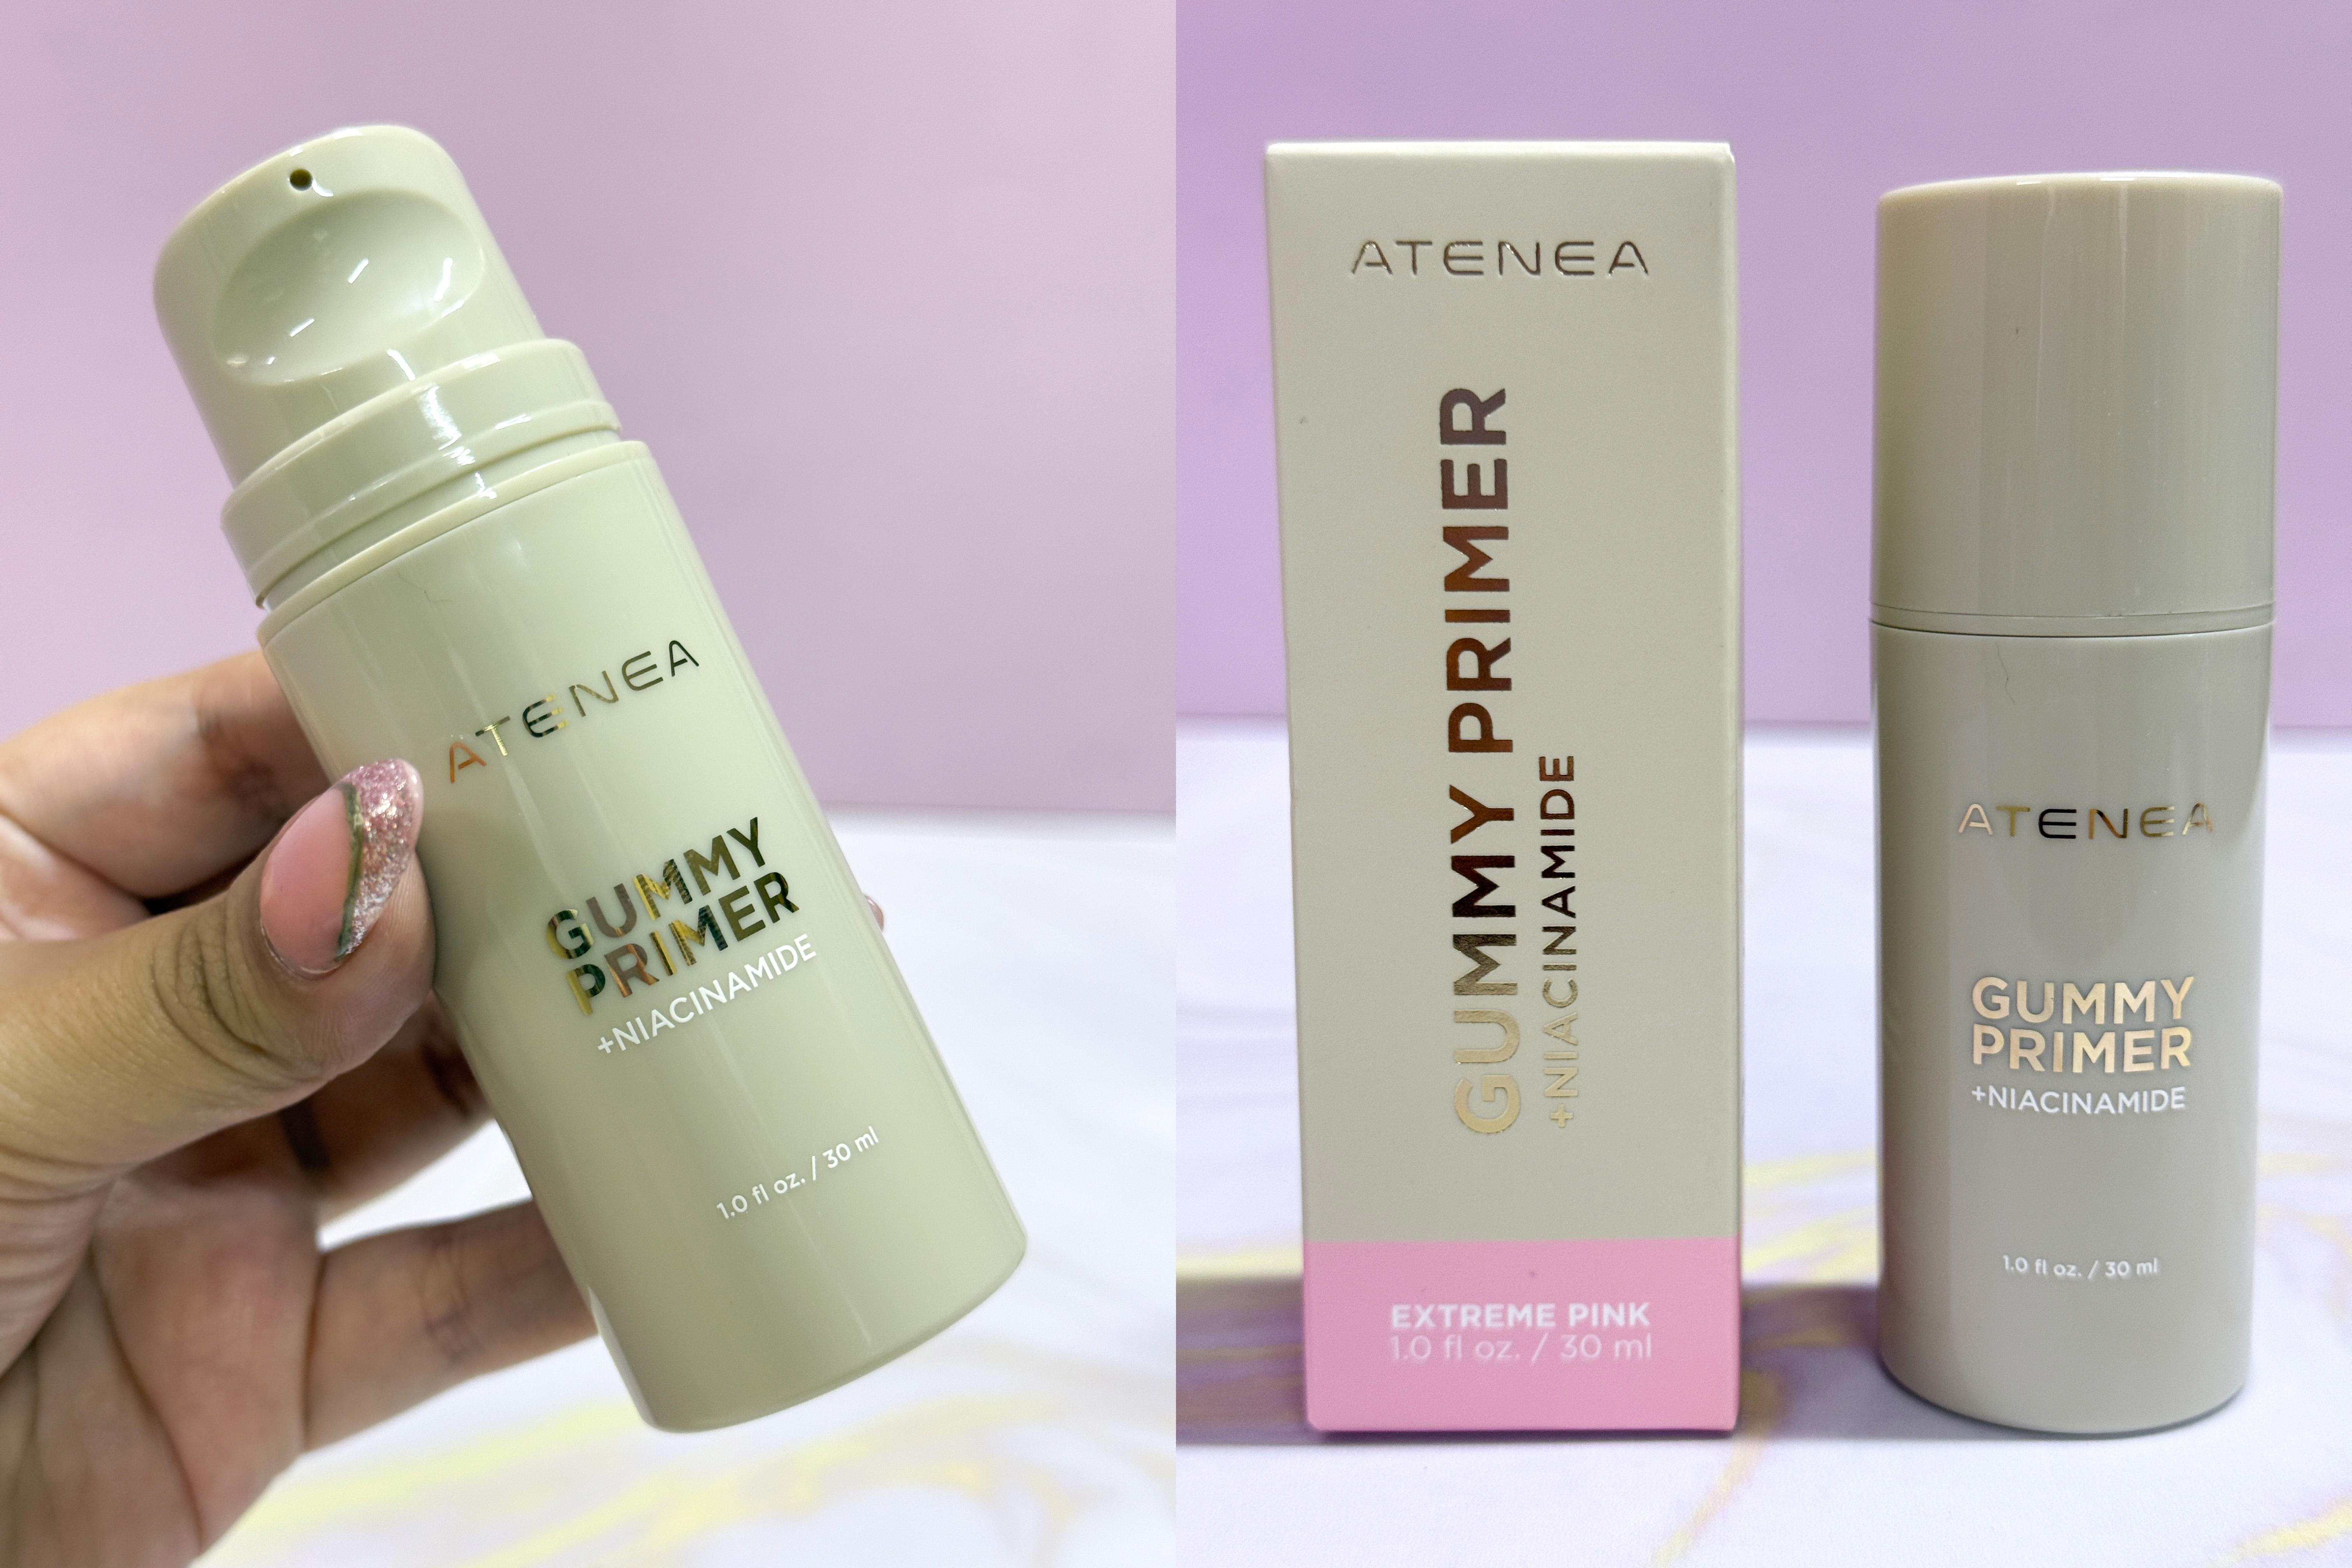 ATENEA
GUMMY
PRIMER
+NIACINAMIDE
1.0 fl oz. / 30 ml
ATENEA
GUMMY PRIMER
+NIACINAMIDE
EXTREME PINK
1.0 fl oz. / 30 ml
ATENEA
GUMMY
PRIMER
+NIACINAMIDE
1.0 fl oz. / 30 ml